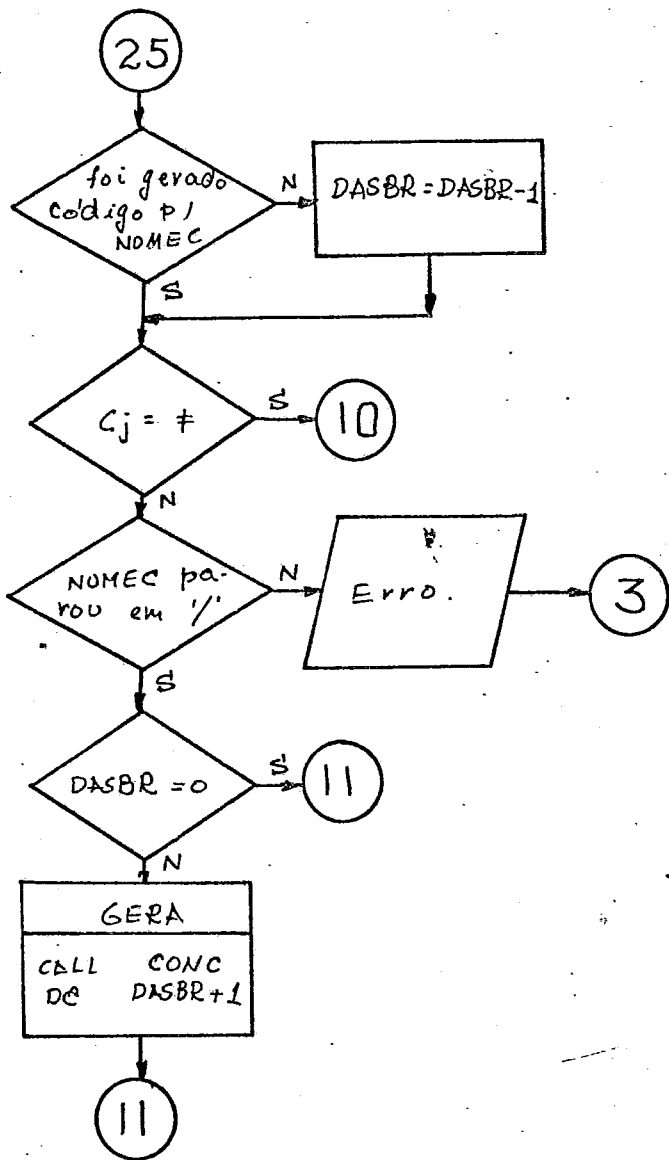 25
foi gerado
código p/
NOMEC
N
DASBR = DASBR-1
S
Cj = ≠
S
10
N
NOMEC pa-
rou em '/'
N
Erro.
3
S
DASBR = 0
S
11
N
GERA
CALL CONC
DC DASBR+1
11